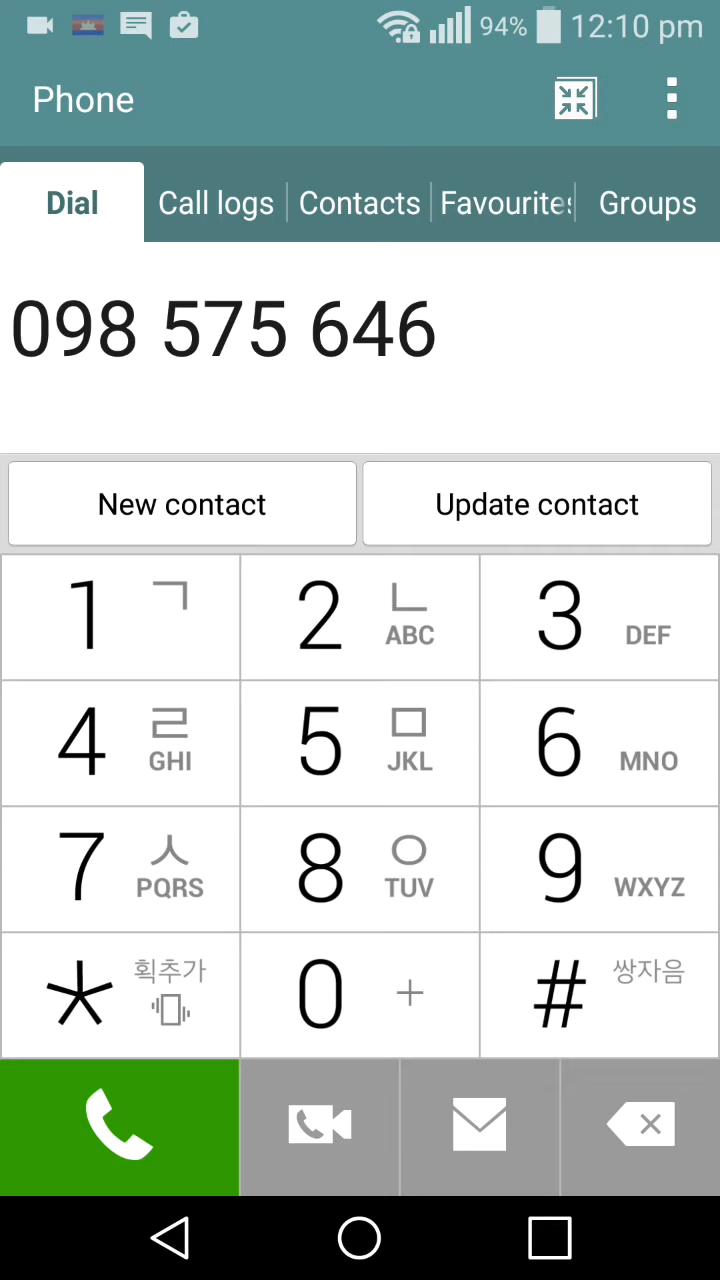 94% 12:10 pm
Phone
Dial Call logs Contacts Favourites Groups
098 575 646
New contact Update contact
1 ㄱ 2 ㄴ ABC 3 DEF
4 ㄹ GHI 5 ㅁ JKL 6 MNO
7 ㅅ PQRS 8 ㅇ TUV 9 WXYZ
* 획추가 0 + # 쌍자음